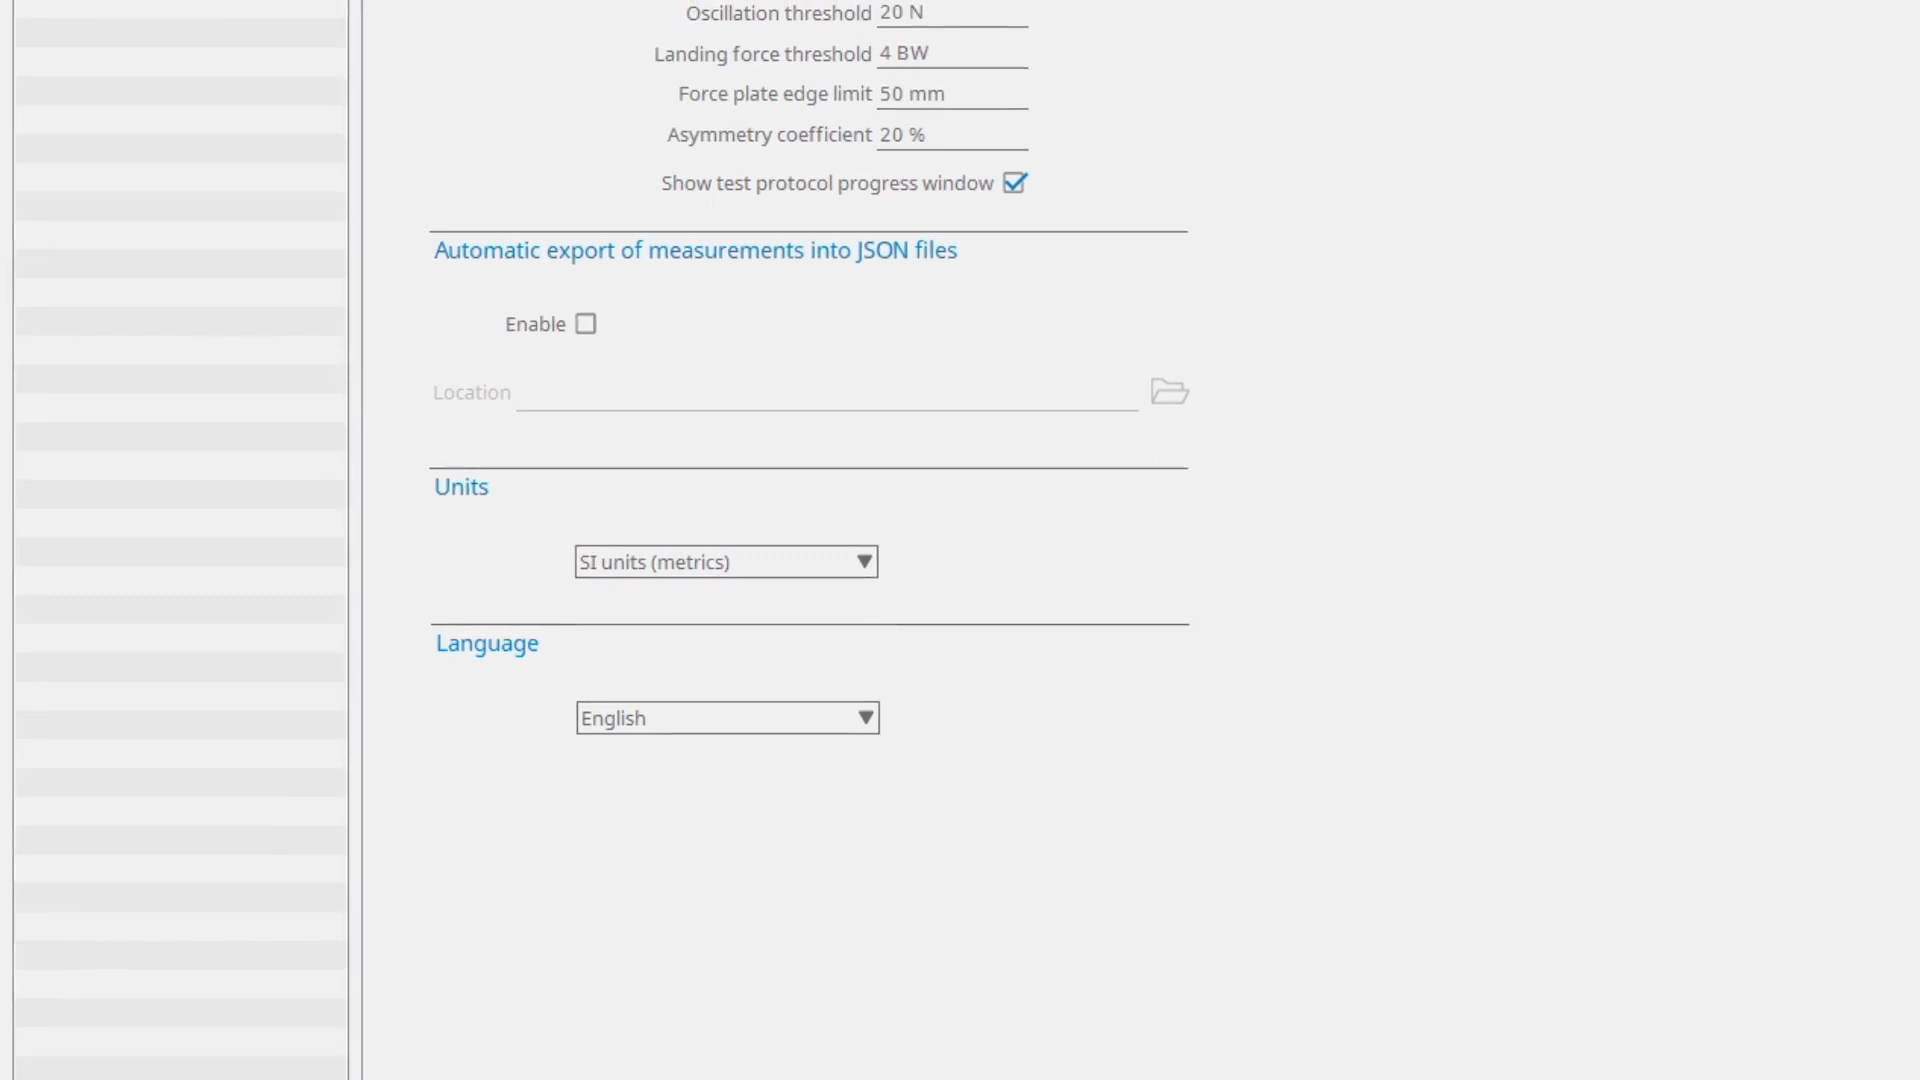 Oscillation threshold 20 N
Landing force threshold 4 BW
Force plate edge limit 50 mm
Asymmetry coefficient 20 %
Show test protocol progress window
Automatic export of measurements into JSON files
Enable
Location
Units
SI units (metrics)
Language
English